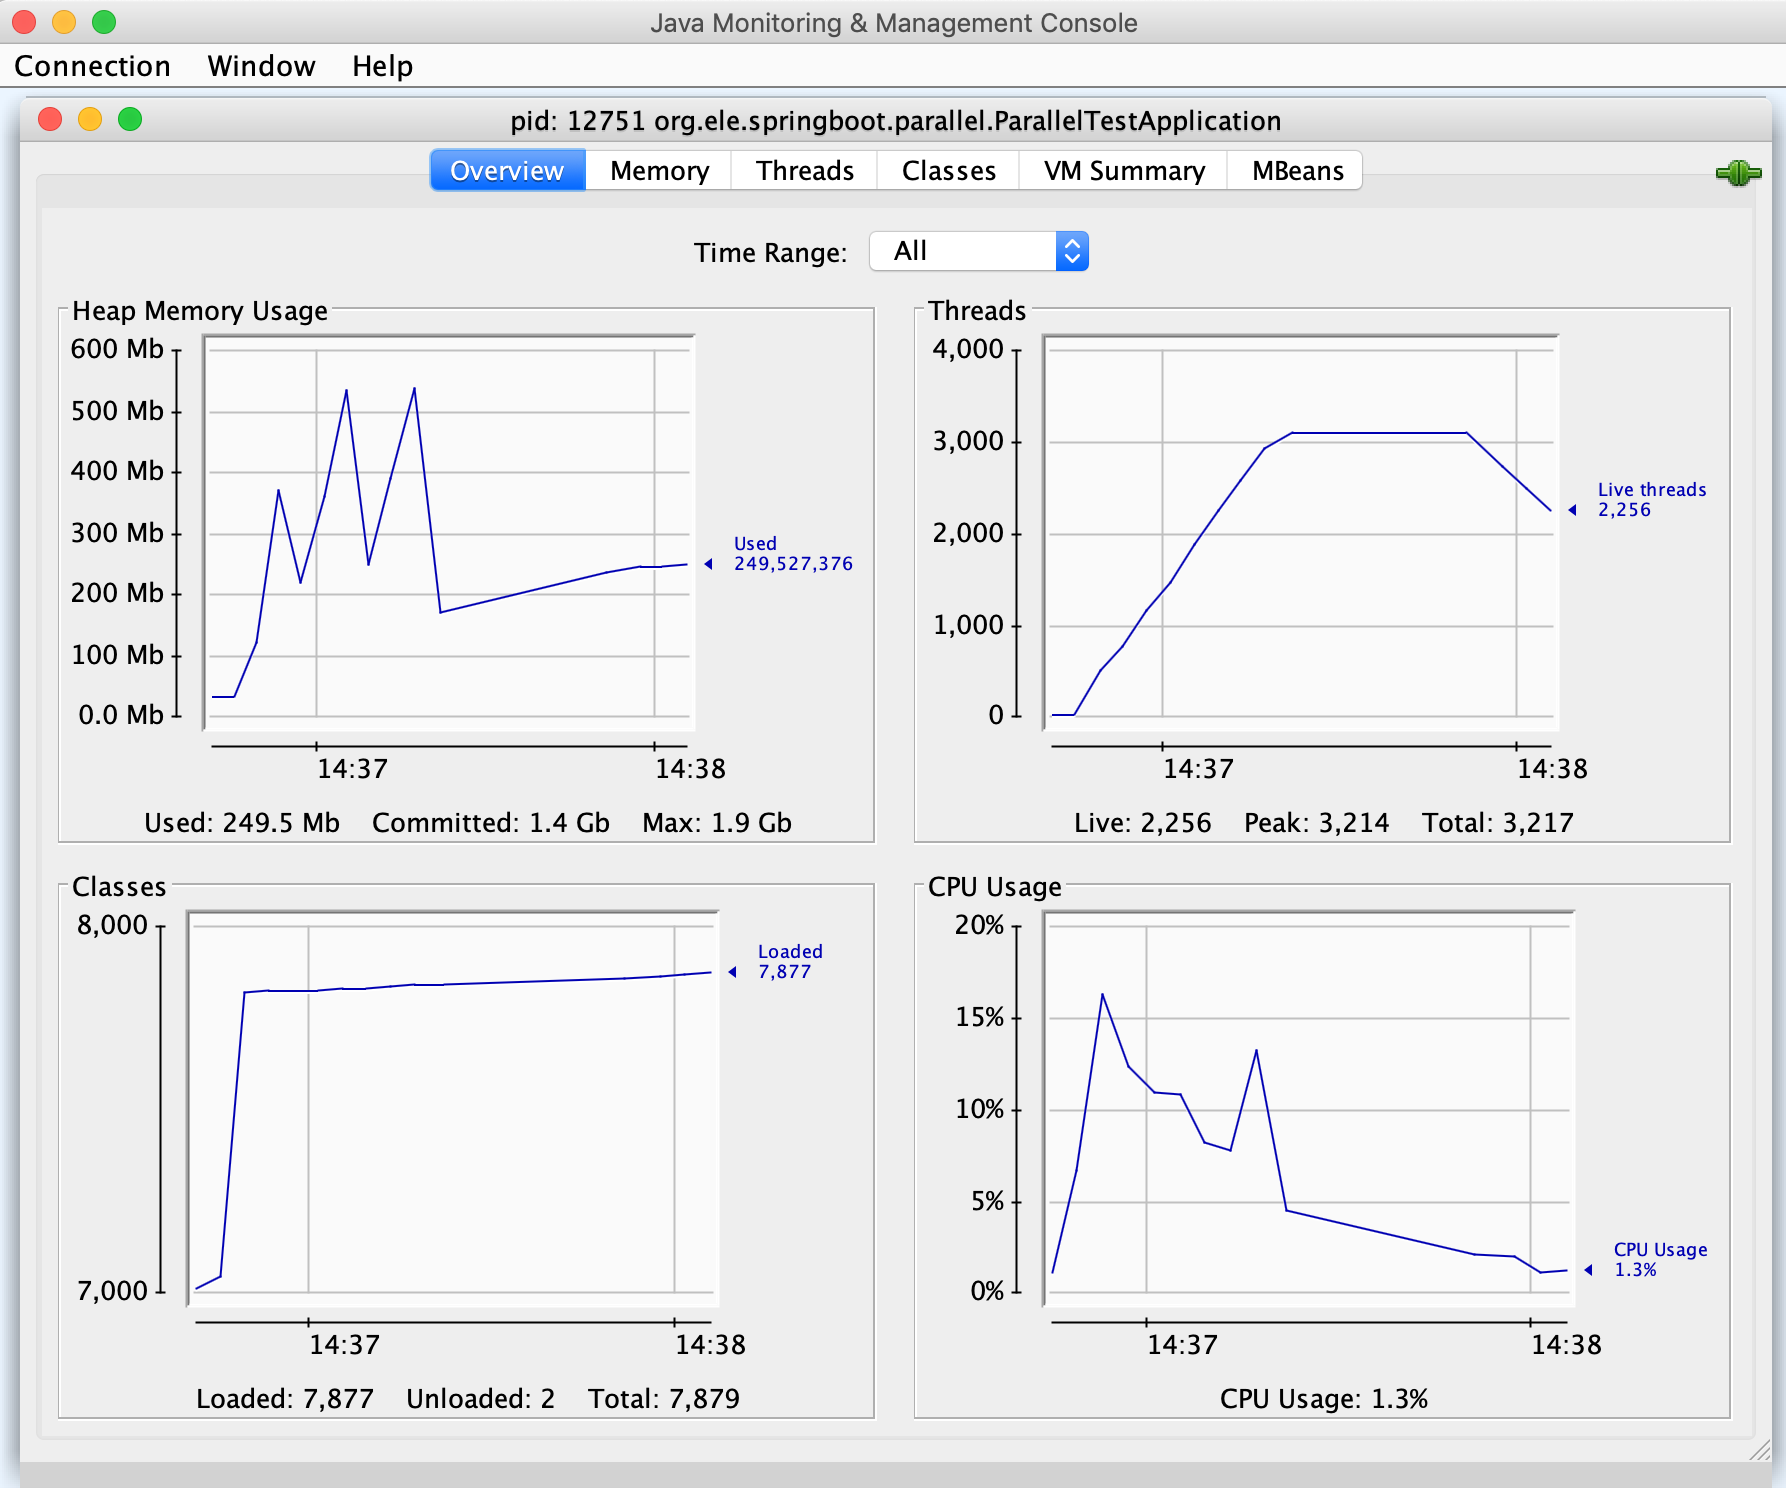 Java Monitoring & Management Console
Connection Window Help
pid: 12751 org.ele.springboot.parallel.ParallelTestApplication
Overview Memory Threads Classes VM Summary MBeans
Time Range: All
Heap Memory Usage
600 Mb
500 Mb
400 Mb
300 Mb
200 Mb
100 Mb
0.0 Mb
Used
249,527,376
14:37 14:38
Used: 249.5 Mb Committed: 1.4 Gb Max: 1.9 Gb
Threads
4,000
3,000
2,000
1,000
0
Live threads
2,256
14:37 14:38
Live: 2,256 Peak: 3,214 Total: 3,217
Classes
8,000
7,000
Loaded
7,877
14:37 14:38
Loaded: 7,877 Unloaded: 2 Total: 7,879
CPU Usage
20%
15%
10%
5%
0%
CPU Usage
1.3%
14:37 14:38
CPU Usage: 1.3%